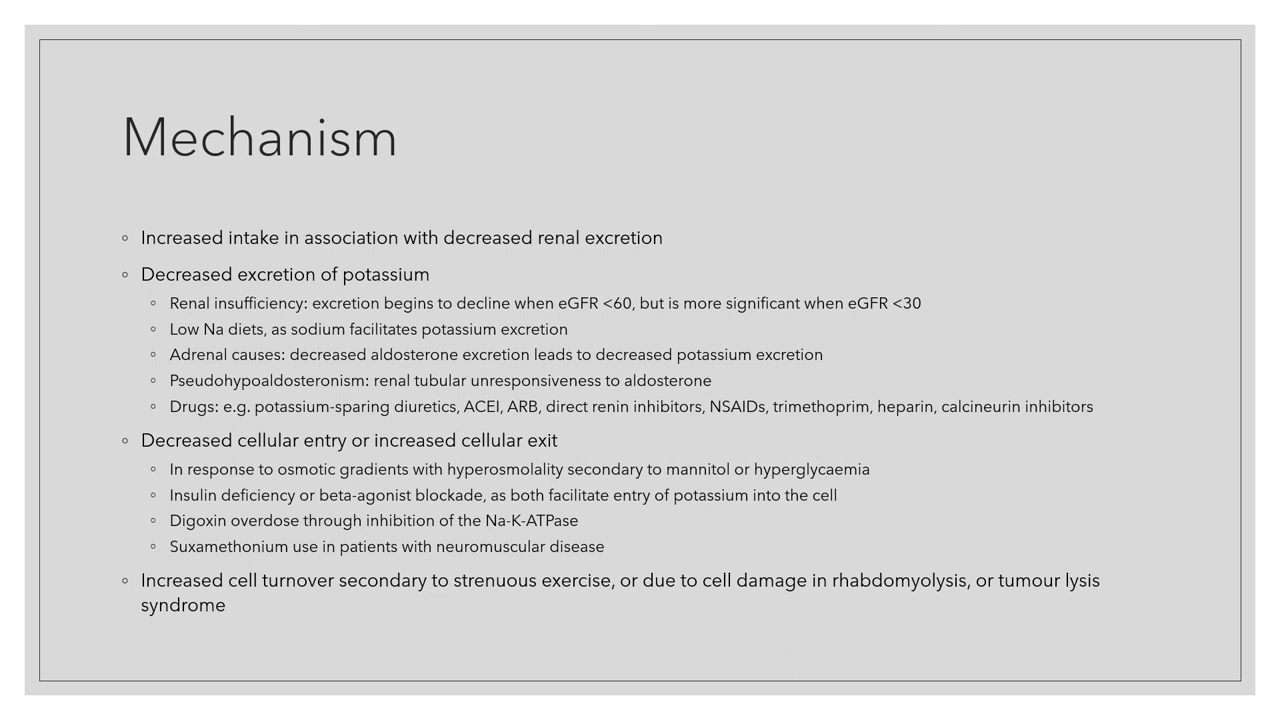 Mechanism
◦ Increased intake in association with decreased renal excretion
◦ Decreased excretion of potassium
◦ Renal insufficiency: excretion begins to decline when eGFR <60, but is more significant when eGFR <30
◦ Low Na diets, as sodium facilitates potassium excretion
◦ Adrenal causes: decreased aldosterone excretion leads to decreased potassium excretion
◦ Pseudohypoaldosteronism: renal tubular unresponsiveness to aldosterone
◦ Drugs: e.g. potassium-sparing diuretics, ACEI, ARB, direct renin inhibitors, NSAIDs, trimethoprim, heparin, calcineurin inhibitors
◦ Decreased cellular entry or increased cellular exit
◦ In response to osmotic gradients with hyperosmolality secondary to mannitol or hyperglycaemia
◦ Insulin deficiency or beta-agonist blockade, as both facilitate entry of potassium into the cell
◦ Digoxin overdose through inhibition of the Na-K-ATPase
◦ Suxamethonium use in patients with neuromuscular disease
◦ Increased cell turnover secondary to strenuous exercise, or due to cell damage in rhabdomyolysis, or tumour lysis
syndrome